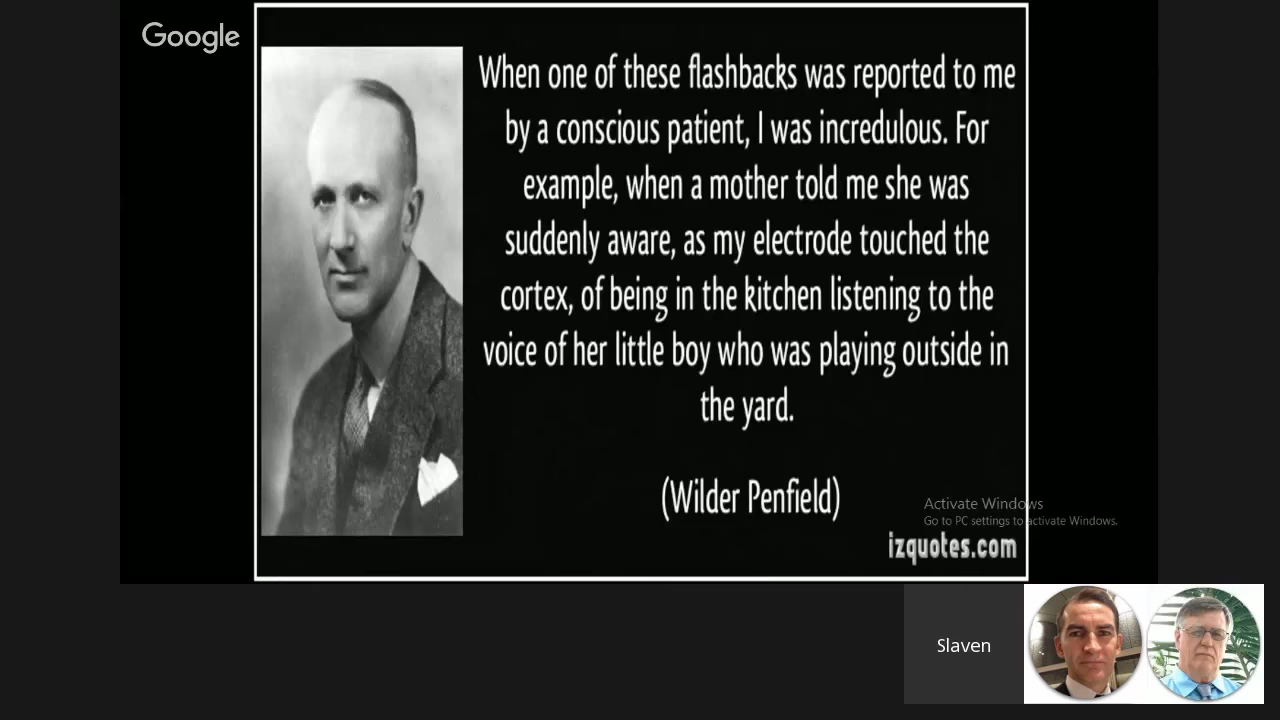 Google
When one of these flashbacks was reported to me
by a conscious patient, I was incredulous. For
example, when a mother told me she was
suddenly aware, as my electrode touched the
cortex, of being in the kitchen listening to the
voice of her little boy who was playing outside in
the yard.
(Wilder Penfield)
Activate Windows
Go to PC settings to activate Windows.
izquotes.com
Slaven